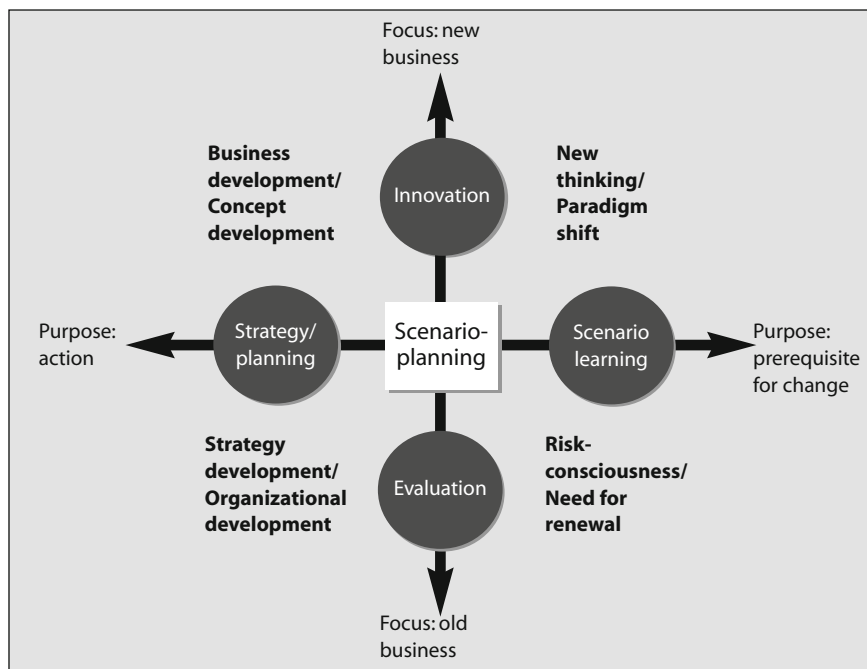 Focus: new
business
Business
development/
Concept
development
Innovation
New
thinking/
Paradigm
shift
Purpose:
action
Strategy/
planning
Scenario-
planning
Scenario
learning
Purpose:
prerequisite
for change
Strategy
development/
Organizational
development
Evaluation
Risk-
consciousness/
Need for
renewal
Focus: old
business